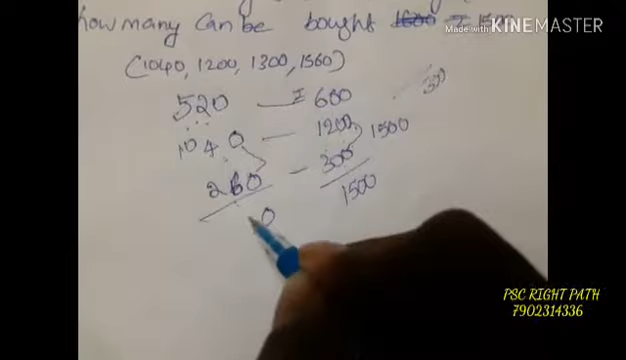 how many can be bought
Made with KINEMASTER
(1040, 1200, 1300, 1560)
520 — 600
1040 — 1200 1500
260 — 300
1500
0
PSC RIGHT PATH
7902314336